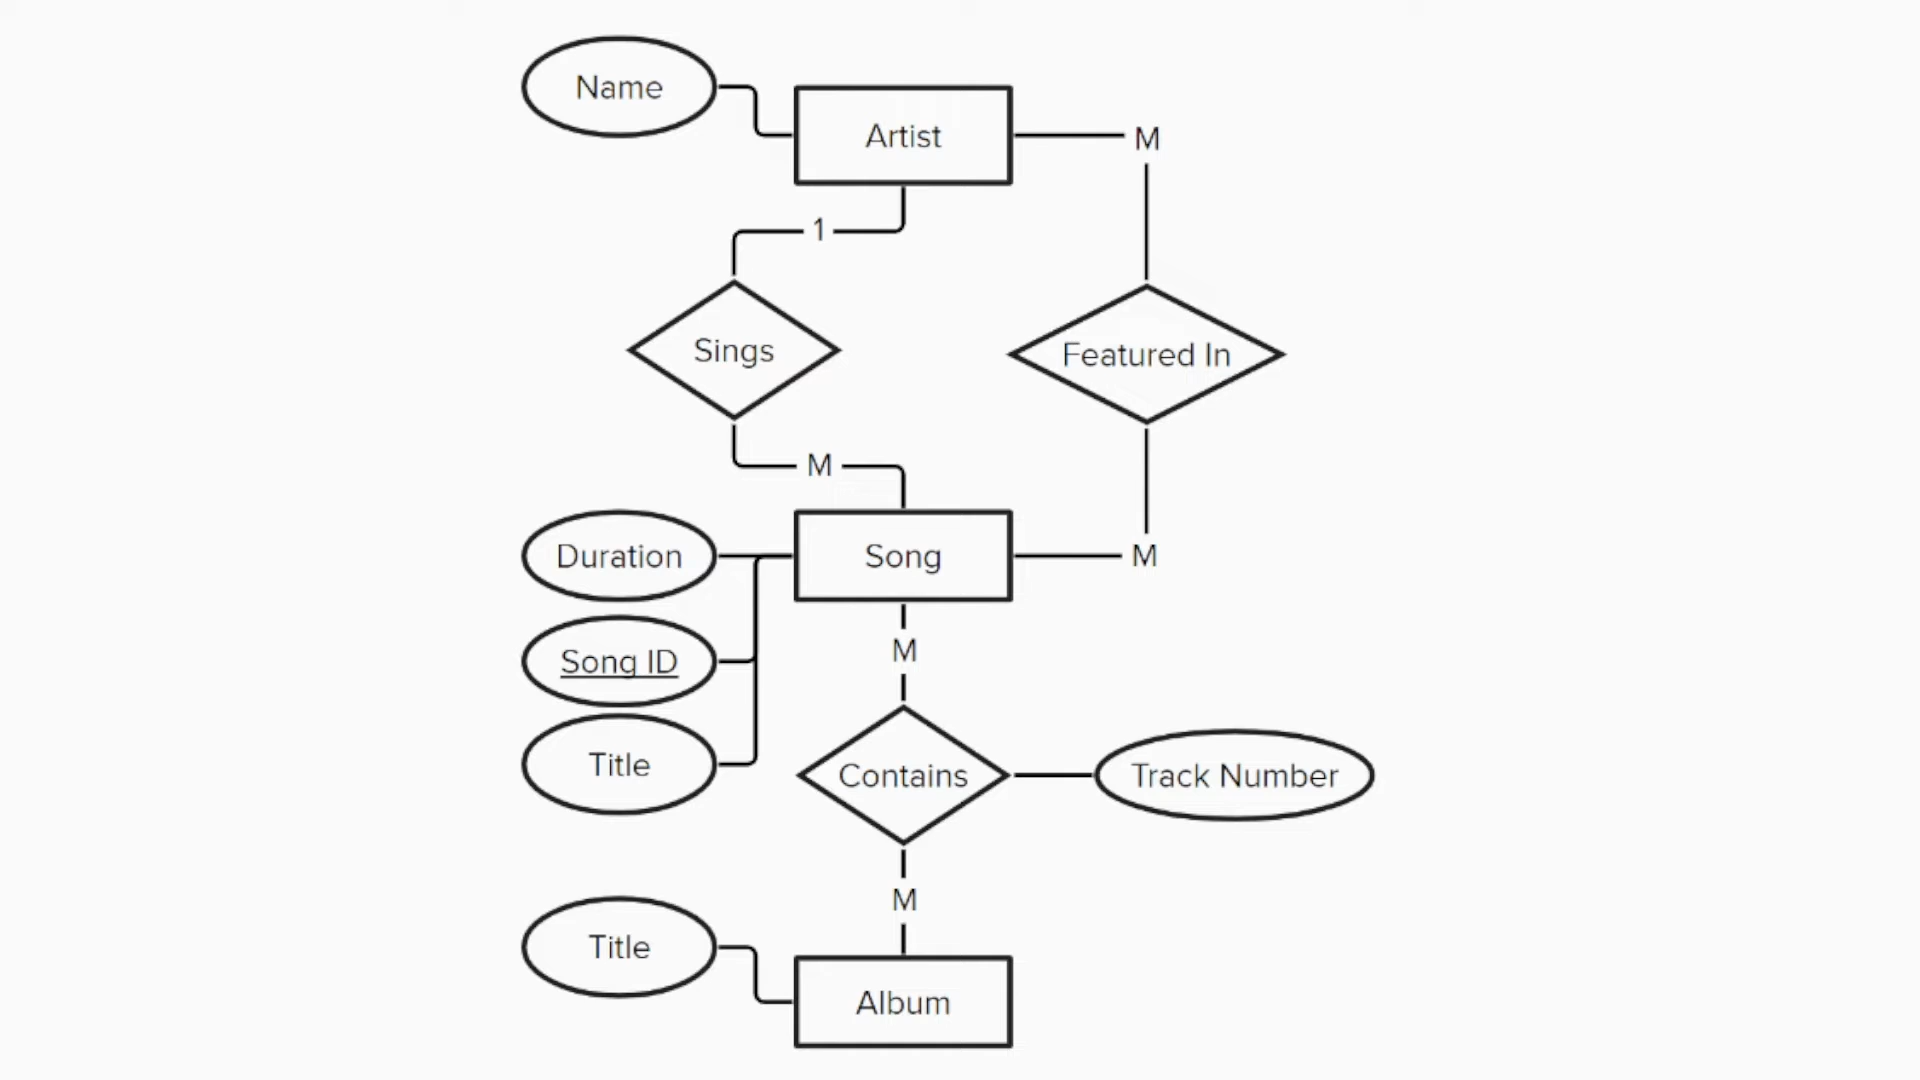 Name
Artist
M
1
Sings
Featured In
M
Duration
Song
M
Song ID
M
Title
Contains
Track Number
M
Title
Album